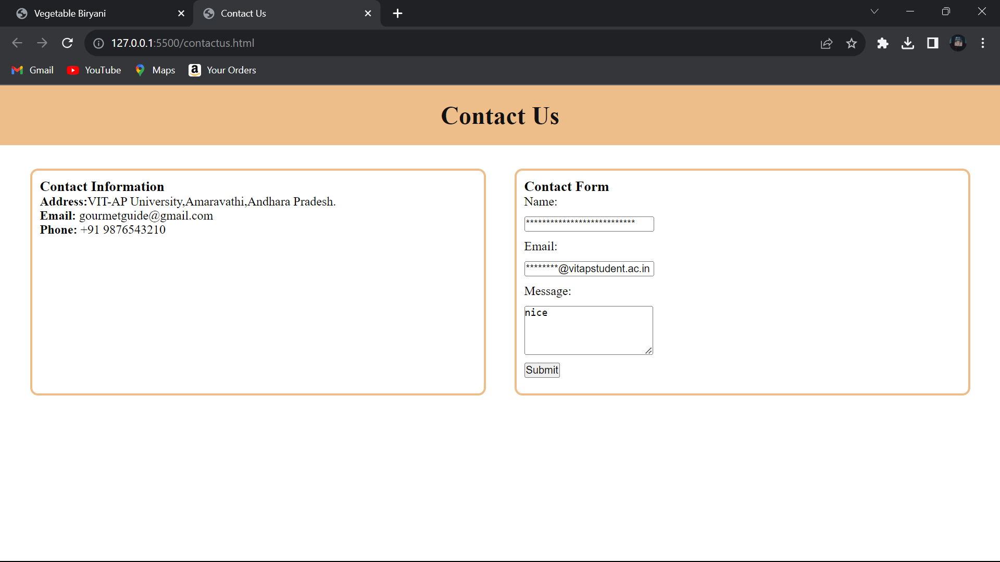 Vegetable Biryani
Contact Us
127.0.0.1:5500/contactus.html
Gmail YouTube Maps a Your Orders
Contact Us
Contact Information
Address:VIT-AP University,Amaravathi,Andhara Pradesh.
Email: gourmetguide@gmail.com
Phone: +91 9876543210
Contact Form
Name:
***************************
Email:
********@vitapstudent.ac.in
Message:
nice
Submit